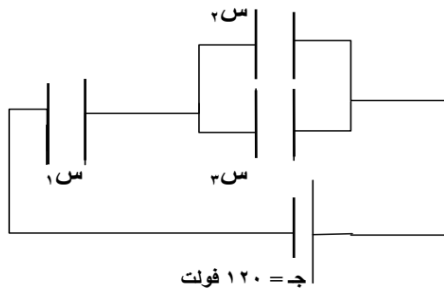 س٢
س١
س٣
جـ = ١٢٠ فولت